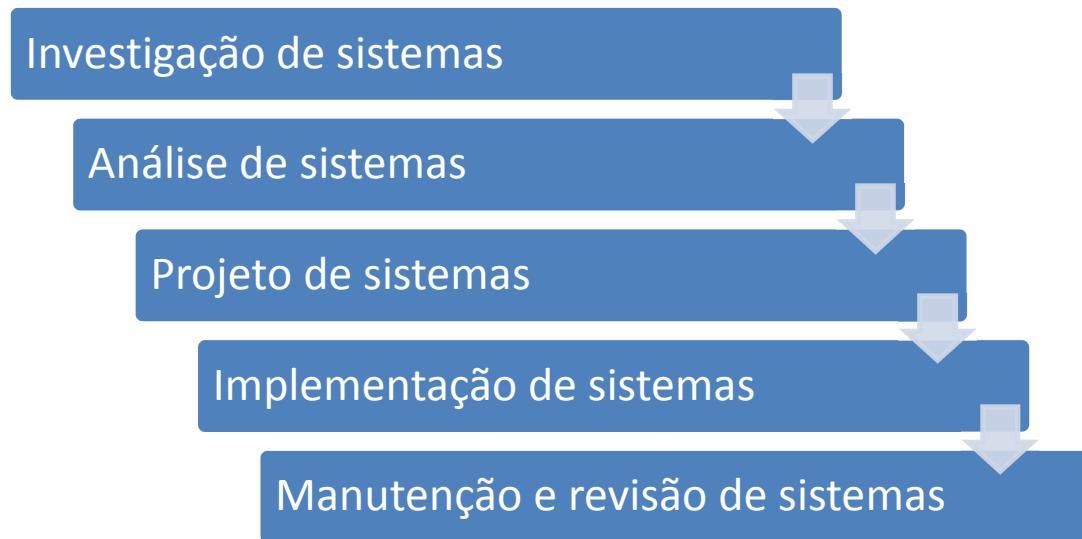 Investigação de sistemas
Análise de sistemas
Projeto de sistemas
Implementação de sistemas
Manutenção e revisão de sistemas